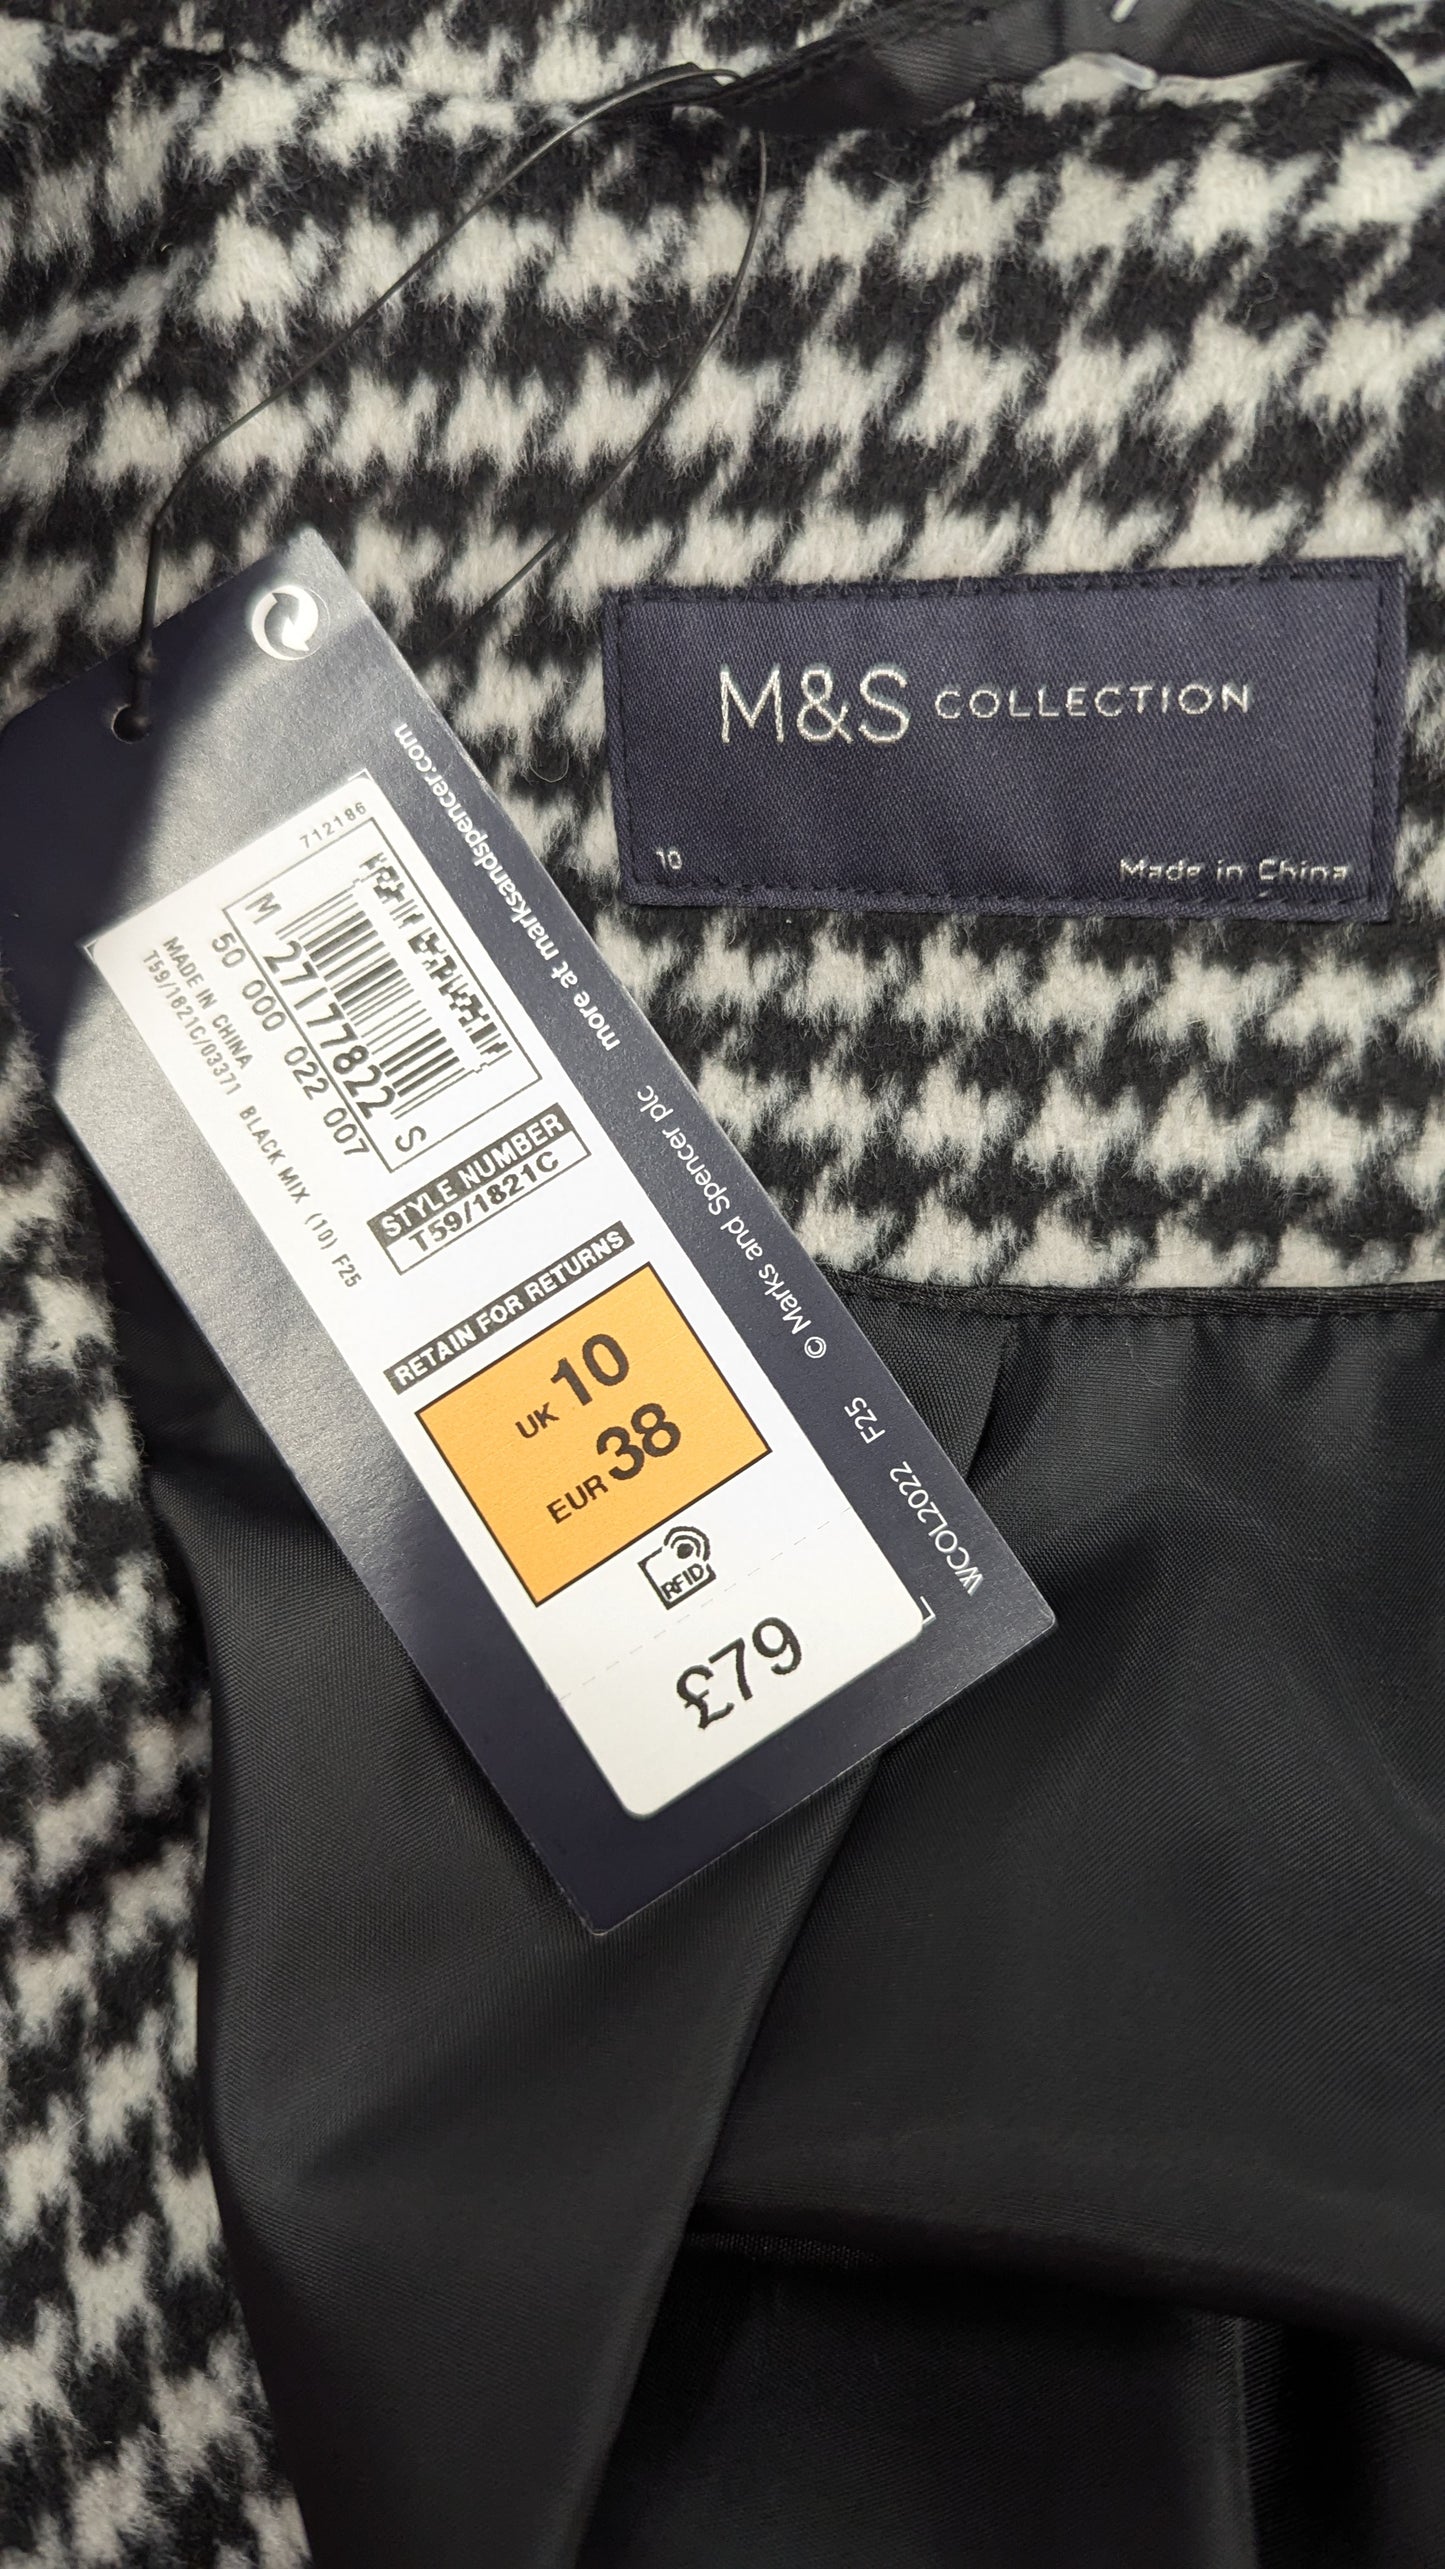 M&S COLLECTION
10
Made in China
more at marksandspencer.com
© Marks and Spencer plc
F25
WCOL2022
712186
M 27177822 S
50 000 022 007
MADE IN CHINA
T59/1821C/03371 BLACK MIX (10) F25
STYLE NUMBER
T59/1821C
RETAIN FOR RETURNS
UK 10
EUR 38
RFID
£79